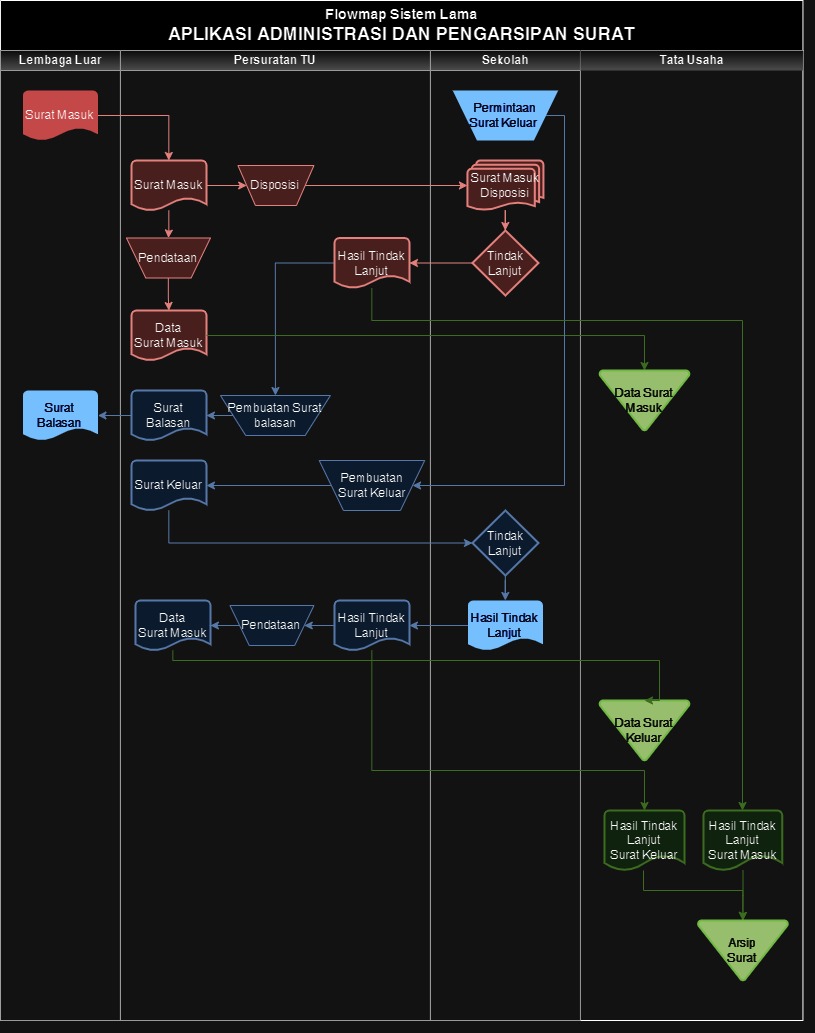 Flowmap Sistem Lama
APLIKASI ADMINISTRASI DAN PENGARSIPAN SURAT
Lembaga Luar
Persuratan TU
Sekolah
Tata Usaha
Surat Masuk
Permintaan
Surat Keluar
Surat Masuk
Disposisi
Surat Masuk
Disposisi
Pendataan
Hasil Tindak
Lanjut
Tindak
Lanjut
Data
Surat Masuk
Data Surat
Masuk
Surat
Balasan
Surat
Balasan
Pembuatan Surat
balasan
Surat Keluar
Pembuatan
Surat Keluar
Tindak
Lanjut
Data
Surat Masuk
Pendataan
Hasil Tindak
Lanjut
Hasil Tindak
Lanjut
Data Surat
Keluar
Hasil Tindak
Lanjut
Surat Keluar
Hasil Tindak
Lanjut
Surat Masuk
Arsip
Surat